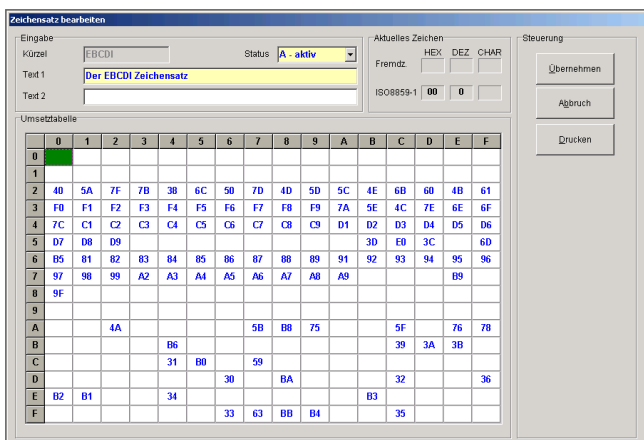 Zeichensatz bearbeiten
Eingabe
Kürzel EBCDI Status A - aktiv
Text 1 Der EBCDI Zeichensatz
Text 2
Aktuelles Zeichen
HEX DEZ CHAR
Fremdz.
ISO8859-1 00 0
Steuerung
Übernehmen
Abbruch
Drucken
Umsetztabelle
0 1 2 3 4 5 6 7 8 9 A B C D E F
0
1
2 40 5A 7F 7B 38 6C 50 7D 4D 5D 5C 4E 6B 60 4B 61
3 F0 F1 F2 F3 F4 F5 F6 F7 F8 F9 7A 5E 4C 7E 6E 6F
4 7C C1 C2 C3 C4 C5 C6 C7 C8 C9 D1 D2 D3 D4 D5 D6
5 D7 D8 D9 3D E0 3C 6D
6 B5 81 82 83 84 85 86 87 88 89 91 92 93 94 95 96
7 97 98 99 A2 A3 A4 A5 A6 A7 A8 A9 B9
8 9F
9
A 4A 5B B8 75 5F 76 78
B B6 39 3A 3B
C 31 B0 59
D 30 BA 32 36
E B2 B1 34 B3
F 33 63 BB B4 35